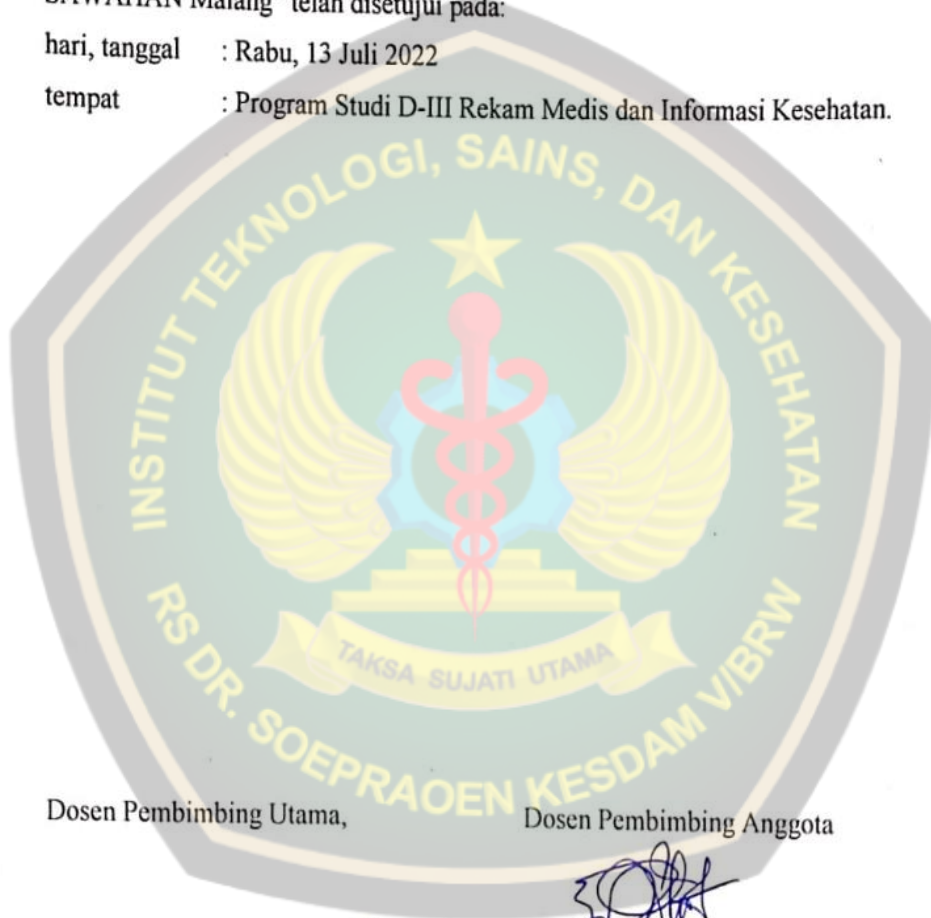 SAWAHAN Malang" telah disetujui pada:
hari, tanggal : Rabu, 13 Juli 2022
tempat : Program Studi D-III Rekam Medis dan Informasi Kesehatan.
INSTITUT TEKNOLOGI, SAINS, DAN KESEHATAN
TAKSA SUJATI UTAMA
RS DR. SOEPRAOEN KESDAM V/BRW
Dosen Pembimbing Utama,
Dosen Pembimbing Anggota